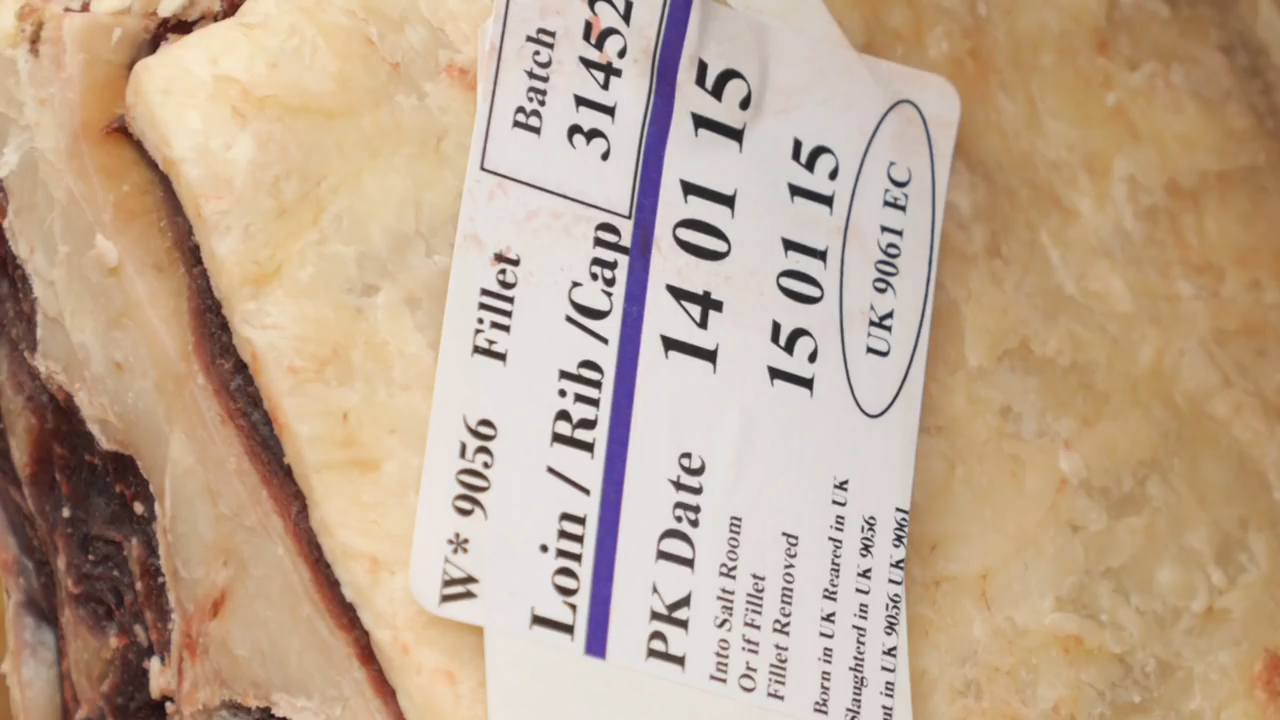 W* 9056 Fillet
Batch
31452
Loin / Rib /Cap
PK Date 14 01 15
Into Salt Room
Or if Fillet
Fillet Removed
15 01 15
UK 9061 EC
Born in UK Reared in UK
Slaughterd in UK 9056
in UK 9056 UK 9061